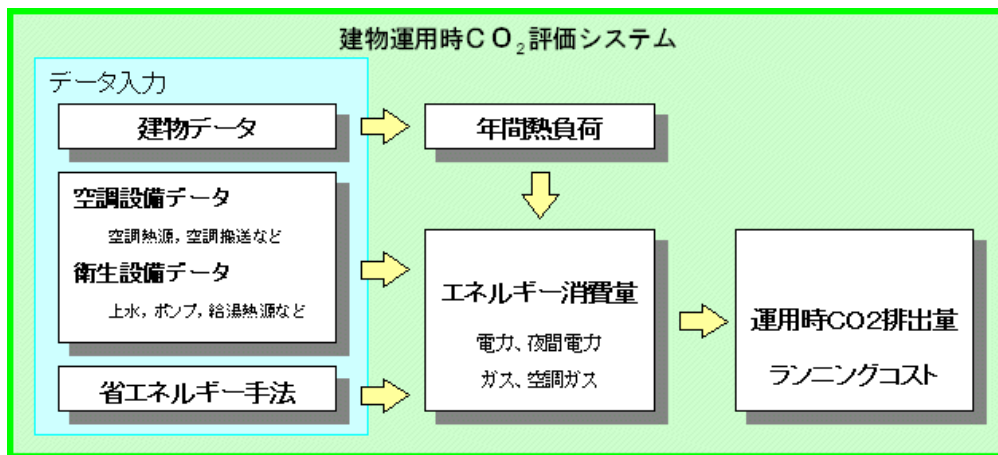 建物運用時CO₂評価システム
データ入力
建物データ
年間熱負荷
空調設備データ
空調熱源，空調搬送など
衛生設備データ
上水，ポンプ，給湯熱源など
省エネルギー手法
エネルギー消費量
電力、夜間電力
ガス、空調ガス
運用時CO2排出量
ランニングコスト